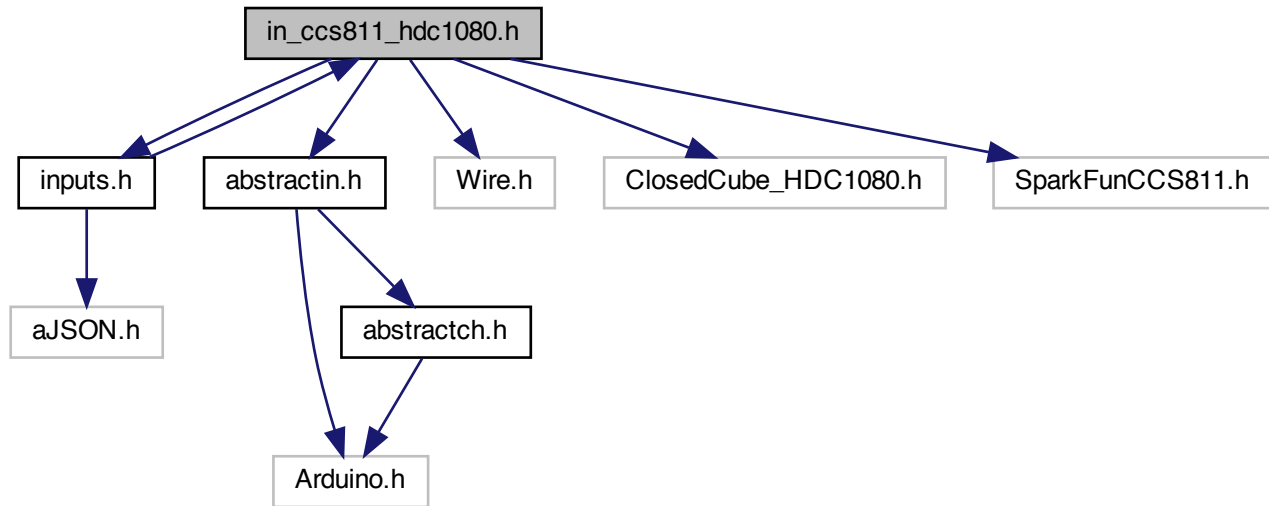 in_ccs811_hdc1080.h
inputs.h
abstractin.h
Wire.h
ClosedCube_HDC1080.h
SparkFunCCS811.h
aJSON.h
abstractch.h
Arduino.h